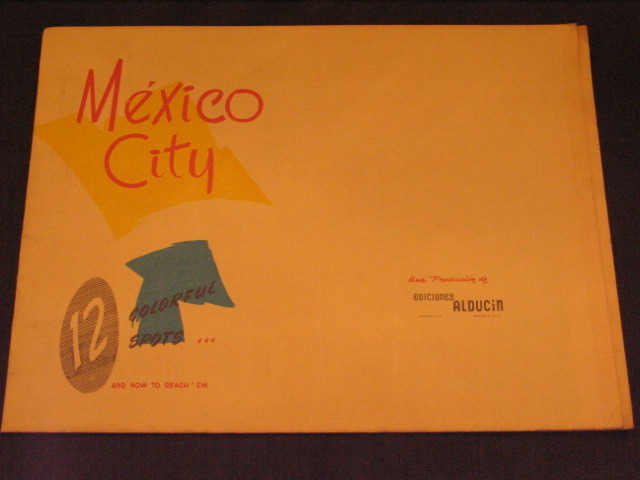 México
City
12
COLORFUL
SPOTS ...
AND HOW TO REACH 'EM
Una Producción de
EDICIONES
ALDUCIN